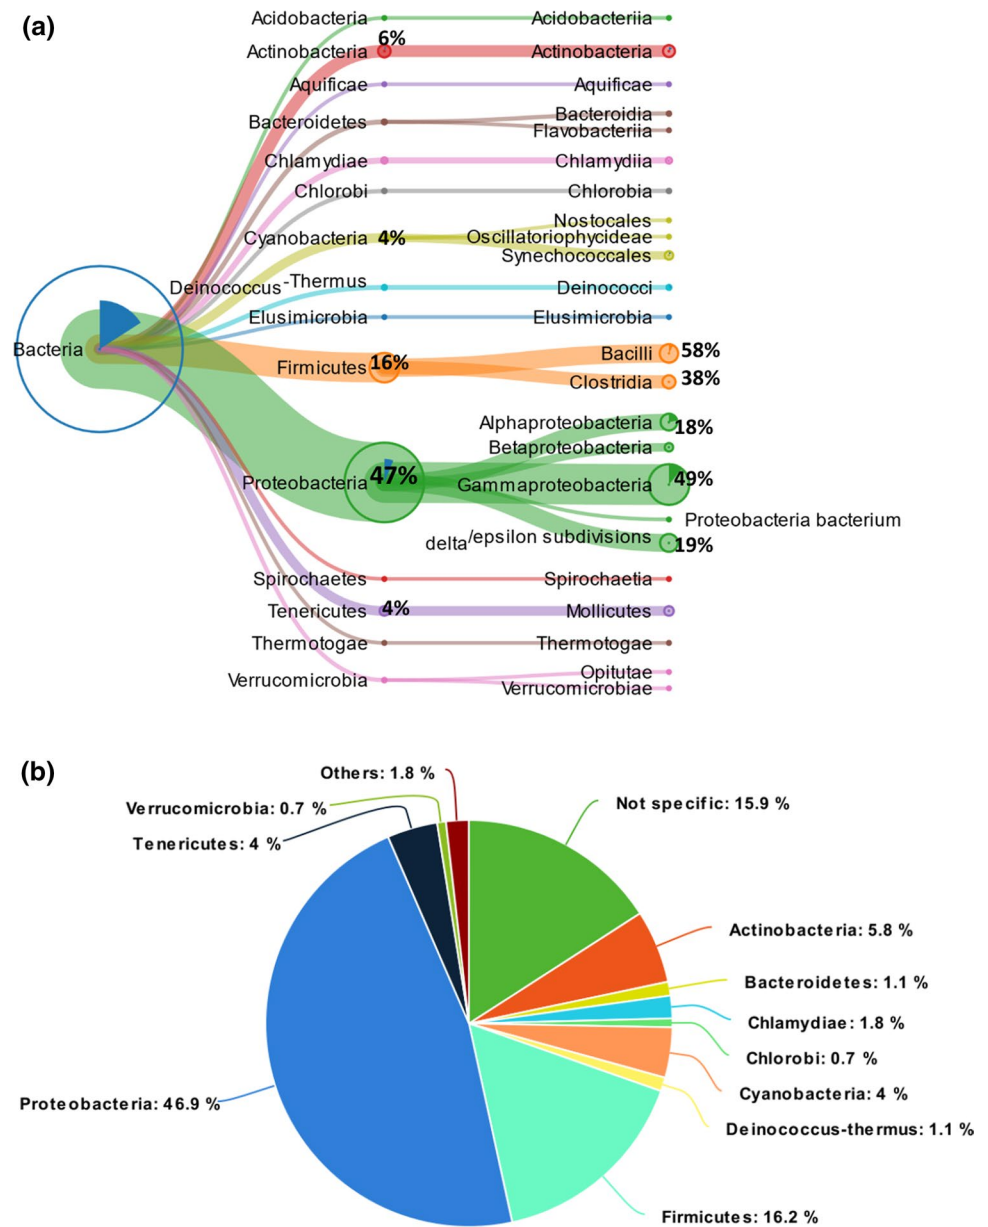 (a)
Acidobacteria Acidobacteriia
6%
Actinobacteria Actinobacteria
Aquificae Aquificae
Bacteroidetes Bacteroidia
Flavobacteriia
Chlamydiae Chlamydiia
Chlorobi Chlorobia
Nostocales
Cyanobacteria 4% Oscillatoriophycideae
Synechococcales
Deinococcus-Thermus Deinococci
Elusimicrobia Elusimicrobia
Bacteria
Firmicutes 16% Bacilli 58%
Clostridia 38%
Alphaproteobacteria 18%
Betaproteobacteria
Proteobacteria 47% Gammaproteobacteria 49%
Proteobacteria bacterium
delta/epsilon subdivisions 19%
Spirochaetes Spirochaetia
Tenericutes 4% Mollicutes
Thermotogae Thermotogae
Verrucomicrobia Opitutae
Verrucomicrobiae
(b)
Others: 1.8 %
Verrucomicrobia: 0.7 %
Tenericutes: 4 %
Not specific: 15.9 %
Actinobacteria: 5.8 %
Bacteroidetes: 1.1 %
Chlamydiae: 1.8 %
Chlorobi: 0.7 %
Cyanobacteria: 4 %
Proteobacteria: 46.9 %
Deinococcus-thermus: 1.1 %
Firmicutes: 16.2 %